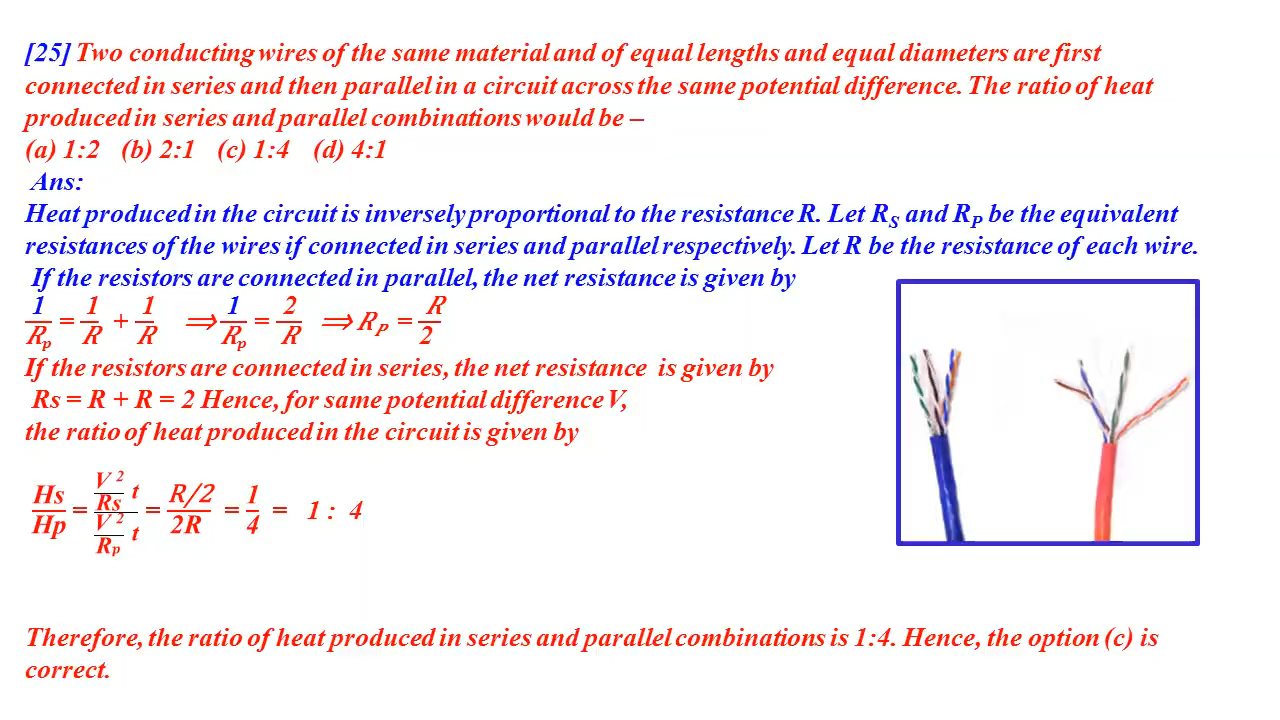 [25] Two conducting wires of the same material and of equal lengths and equal diameters are first
connected in series and then parallel in a circuit across the same potential difference. The ratio of heat
produced in series and parallel combinations would be –
(a) 1:2 (b) 2:1 (c) 1:4 (d) 4:1
Ans:
Heat produced in the circuit is inversely proportional to the resistance R. Let R_S and R_P be the equivalent
resistances of the wires if connected in series and parallel respectively. Let R be the resistance of each wire.
If the resistors are connected in parallel, the net resistance is given by
1/R_p = 1/R + 1/R ⟹ 1/R_p = 2/R ⟹ R_P = R/2
If the resistors are connected in series, the net resistance is given by
Rs = R + R = 2 Hence, for same potential difference V,
the ratio of heat produced in the circuit is given by
Hs/Hp = (V²/Rs t)/(V²/R_p t) = (R/2)/(2R) = 1/4 = 1 : 4
Therefore, the ratio of heat produced in series and parallel combinations is 1:4. Hence, the option (c) is
correct.